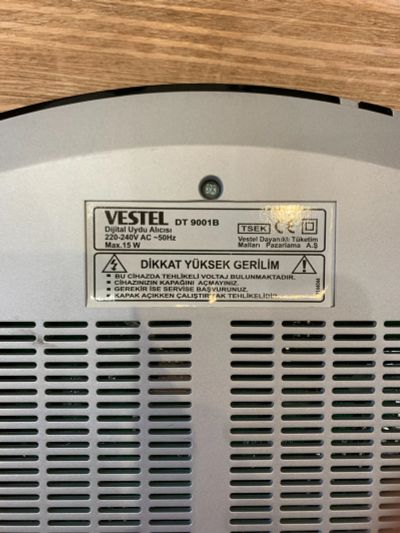 VESTEL DT 9001B
Dijital Uydu Alıcısı
220-240V AC ~50Hz
Max.15 W
TSEK CE
Vestel Dayanıklı Tüketim
Malları Pazarlama A.Ş
DİKKAT YÜKSEK GERİLİM
BU CİHAZDA TEHLİKELİ VOLTAJ BULUNMAKTADIR.
CİHAZINIZIN KAPAĞINI AÇMAYINIZ.
GEREKİR İSE SERVİSE BAŞVURUNUZ.
KAPAK AÇIKKEN ÇALIŞTIRMAK TEHLİKELİDİR.